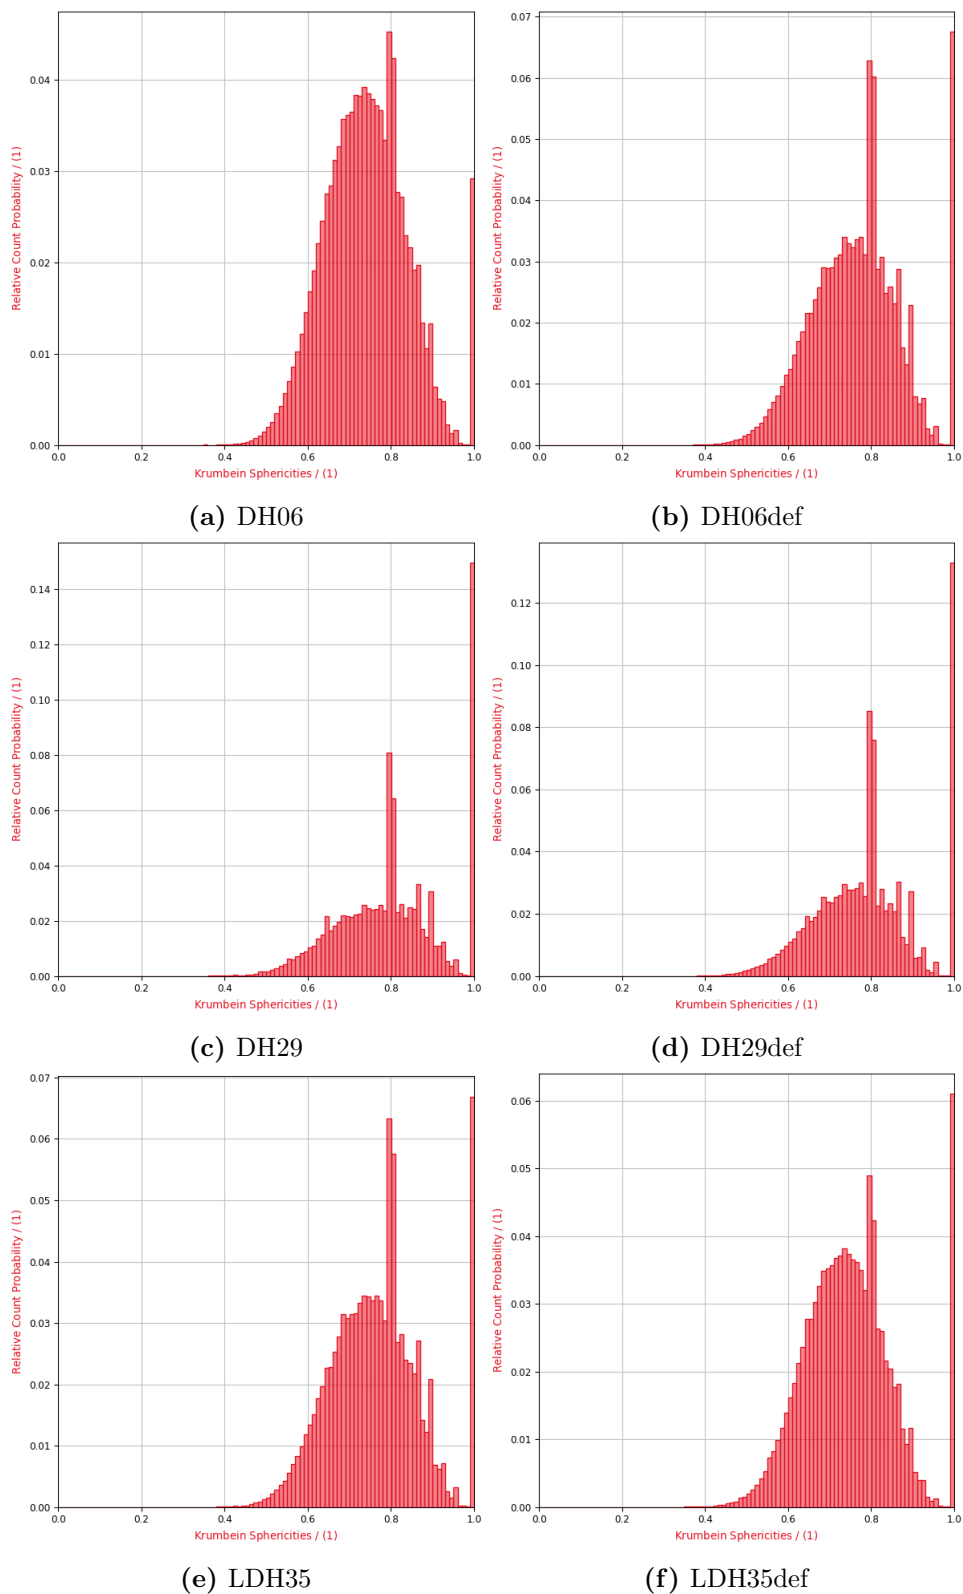 Relative Count Probability / (1)
0.04
0.03
0.02
0.01
0.00
0.0 0.2 0.4 0.6 0.8 1.0
Krumbein Sphericities / (1)
(a) DH06
Relative Count Probability / (1)
0.07
0.06
0.05
0.04
0.03
0.02
0.01
0.00
0.0 0.2 0.4 0.6 0.8 1.0
Krumbein Sphericities / (1)
(b) DH06def
Relative Count Probability / (1)
0.14
0.12
0.10
0.08
0.06
0.04
0.02
0.00
0.0 0.2 0.4 0.6 0.8 1.0
Krumbein Sphericities / (1)
(c) DH29
Relative Count Probability / (1)
0.12
0.10
0.08
0.06
0.04
0.02
0.00
0.0 0.2 0.4 0.6 0.8 1.0
Krumbein Sphericities / (1)
(d) DH29def
Relative Count Probability / (1)
0.07
0.06
0.05
0.04
0.03
0.02
0.01
0.00
0.0 0.2 0.4 0.6 0.8 1.0
Krumbein Sphericities / (1)
(e) LDH35
Relative Count Probability / (1)
0.06
0.05
0.04
0.03
0.02
0.01
0.00
0.0 0.2 0.4 0.6 0.8 1.0
Krumbein Sphericities / (1)
(f) LDH35def